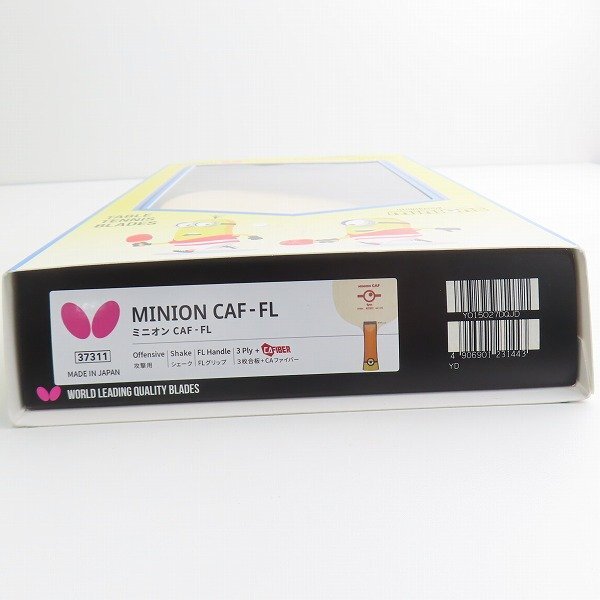 TABLE
TENNIS
BLADES
MINION CAF-FL
ミニオン CAF-FL
37311
MADE IN JAPAN
Offensive Shake FL Handle 3 Ply + CAFIBER
攻撃用 シェーク FLグリップ 3枚合板+CAファイバー
WORLD LEADING QUALITY BLADES
MINION CAF
4 906901 231443
YD